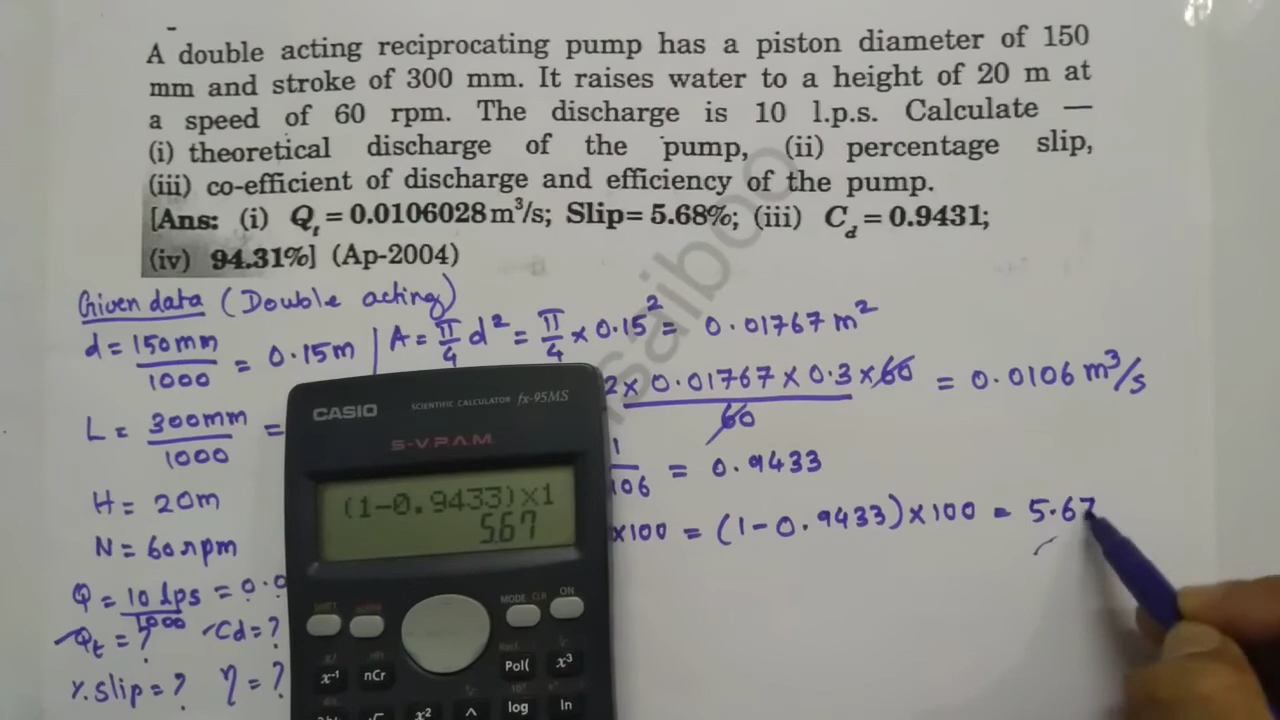 A double acting reciprocating pump has a piston diameter of 150
mm and stroke of 300 mm. It raises water to a height of 20 m at
a speed of 60 rpm. The discharge is 10 l.p.s. Calculate —
(i) theoretical discharge of the pump, (ii) percentage slip,
(iii) co-efficient of discharge and efficiency of the pump.
[Ans: (i) Qt = 0.0106028 m³/s; Slip= 5.68%; (iii) Cd = 0.9431;
(iv) 94.31%] (Ap-2004)
Given data (Double acting)
d = 150mm/1000 = 0.15m | A = π/4 d² = π/4 × 0.15² = 0.01767 m²
2 × 0.01767 × 0.3 × 60 / 60 = 0.0106 m³/s
L = 300mm/1000 =
1/106 = 0.9433
H = 20m
×100 = (1-0.9433)×100 = 5.67
N = 60rpm
Q = 10 lps/1000 = 0.0
Qt = ? Cd = ?
%.slip = ? η = ?
CASIO SCIENTIFIC CALCULATOR fx-95MS
S-V.P.A.M.
(1-0.9433)×1
5.67
SHIFT ALPHA MODE CLR ON
x⁻¹ nCr Pol( x³
x² ^ log ln
saiboo